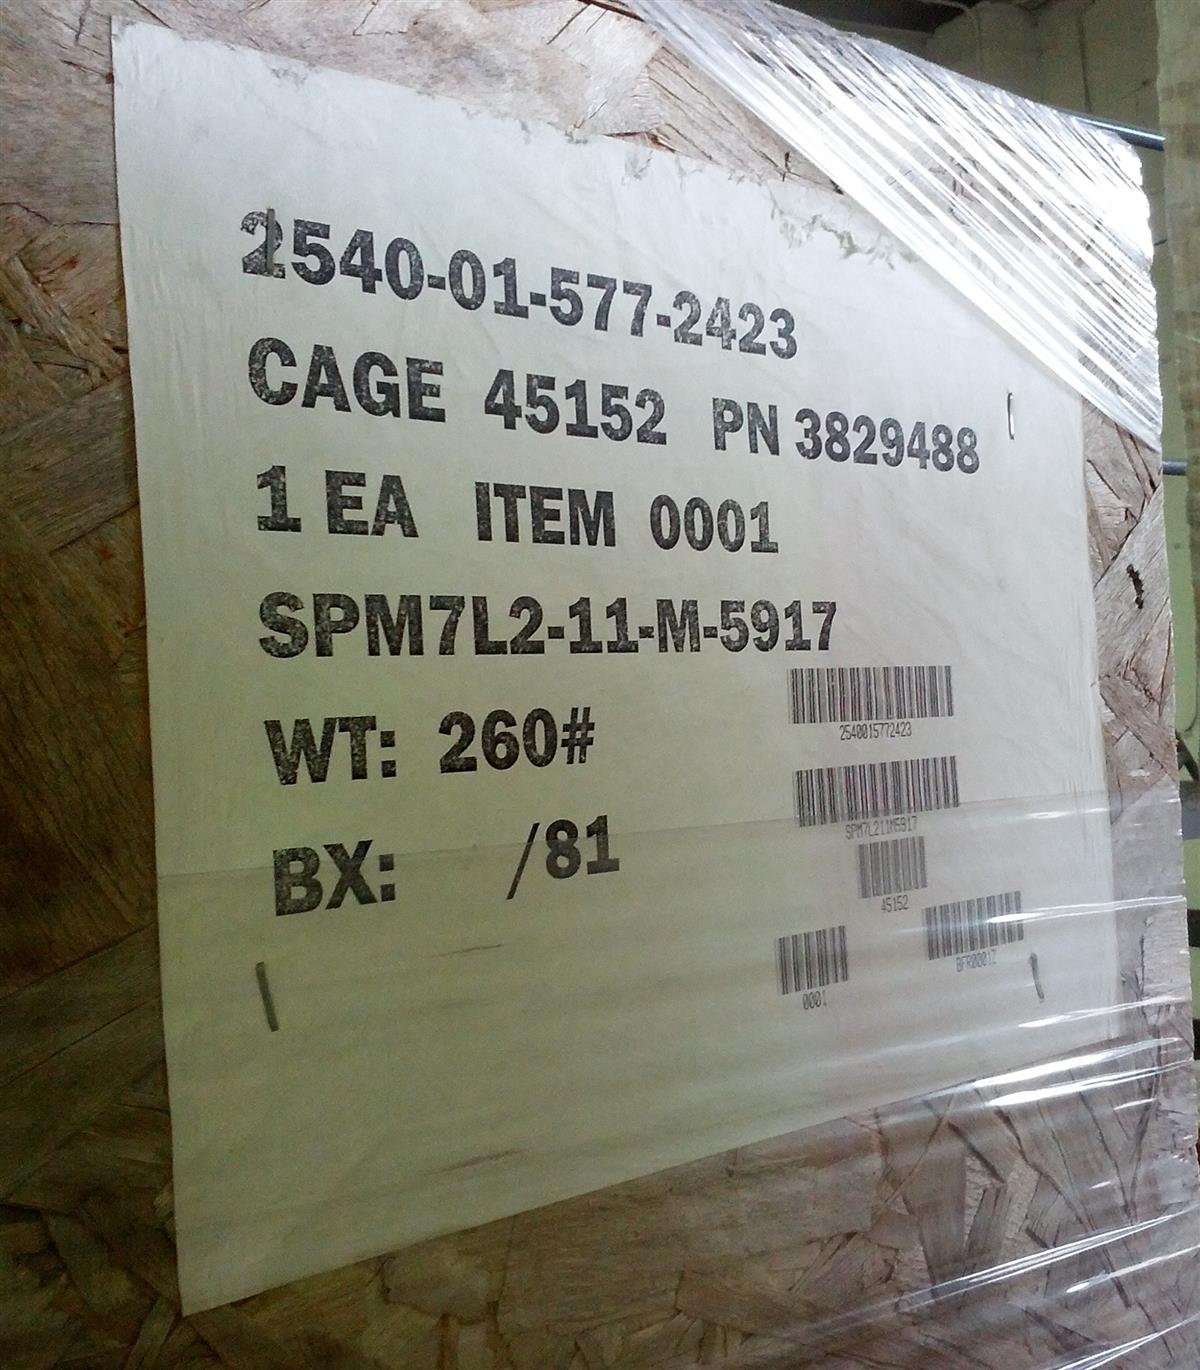 2540-01-577-2423
CAGE 45152 PN 3829488
1 EA ITEM 0001
SPM7L2-11-M-5917
WT: 260#
BX: /81
2540015772423
SPM7L211M5917
45152
BFR0001Z
0001